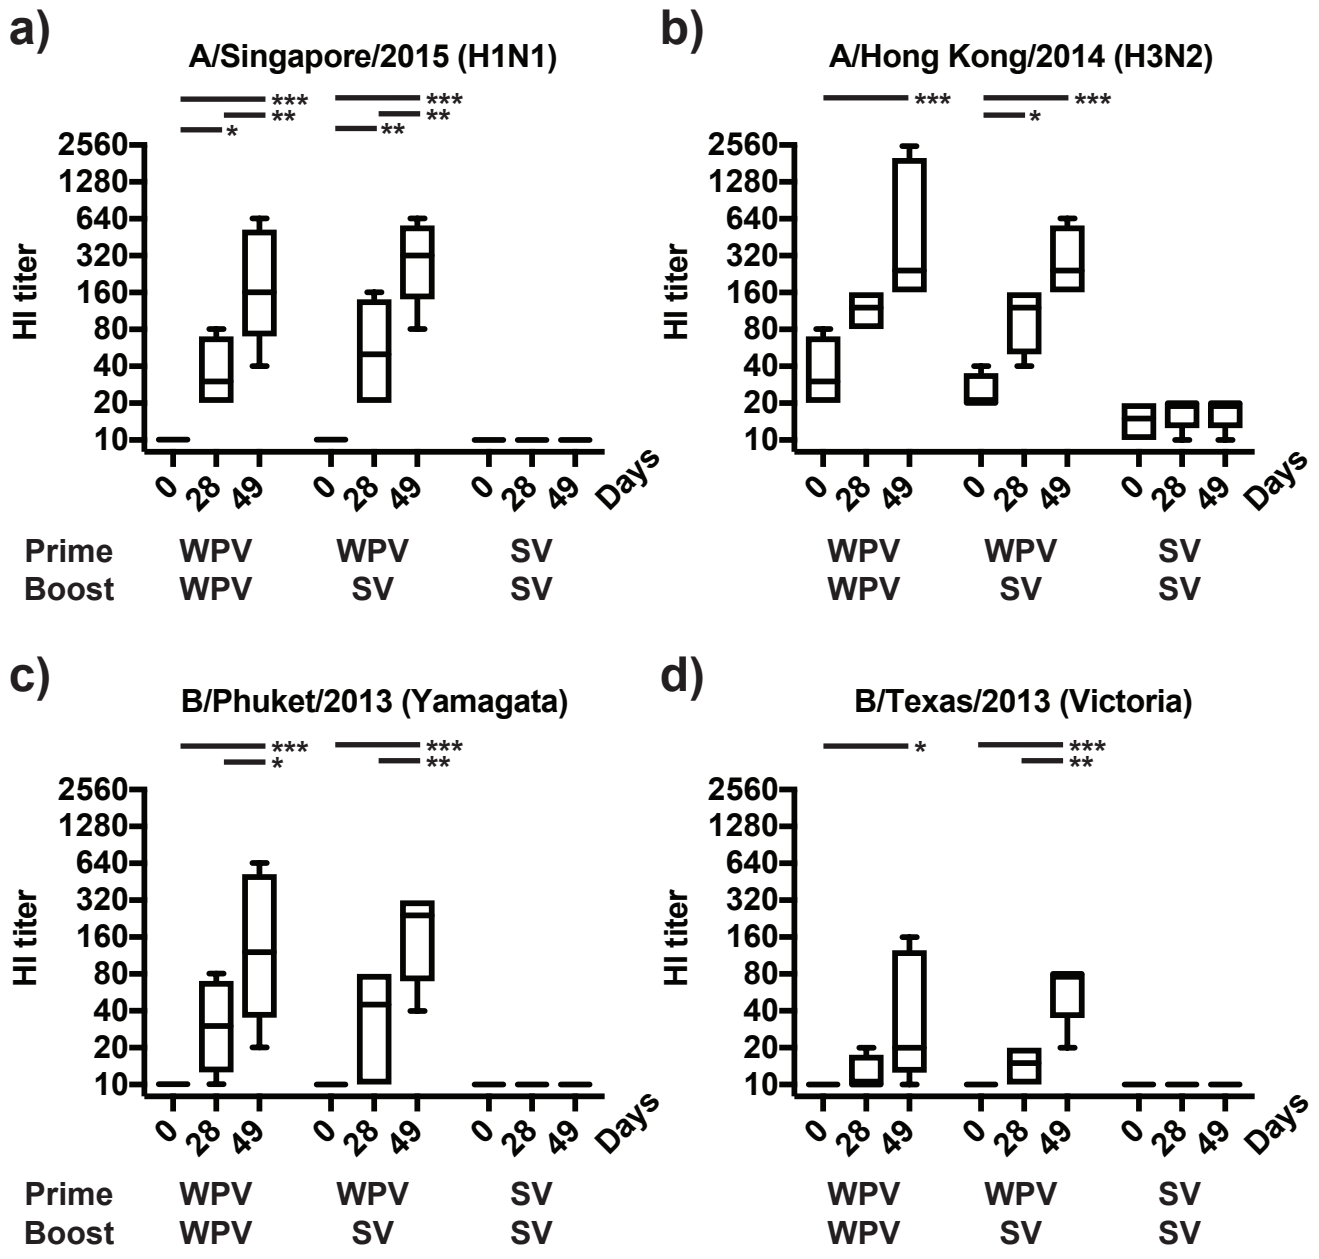 a)
A/Singapore/2015 (H1N1)
***
**
*
***
**
**
HI titer
2560
1280
640
320
160
80
40
20
10
0 28 49 0 28 49 0 28 49 Days
Prime WPV WPV SV
Boost WPV SV SV
b)
A/Hong Kong/2014 (H3N2)
***
***
*
HI titer
2560
1280
640
320
160
80
40
20
10
0 28 49 0 28 49 0 28 49 Days
WPV WPV SV
WPV SV SV
c)
B/Phuket/2013 (Yamagata)
***
*
***
**
HI titer
2560
1280
640
320
160
80
40
20
10
0 28 49 0 28 49 0 28 49 Days
Prime WPV WPV SV
Boost WPV SV SV
d)
B/Texas/2013 (Victoria)
*
***
**
HI titer
2560
1280
640
320
160
80
40
20
10
0 28 49 0 28 49 0 28 49 Days
WPV WPV SV
WPV SV SV